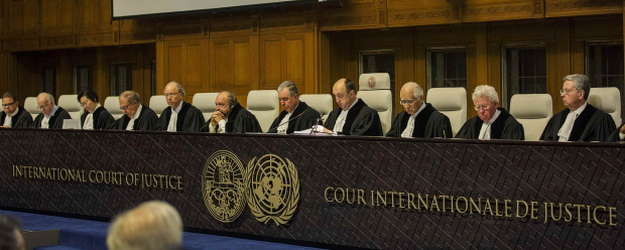 INTERNATIONAL COURT OF JUSTICE
COUR INTERNATIONALE DE JUSTICE